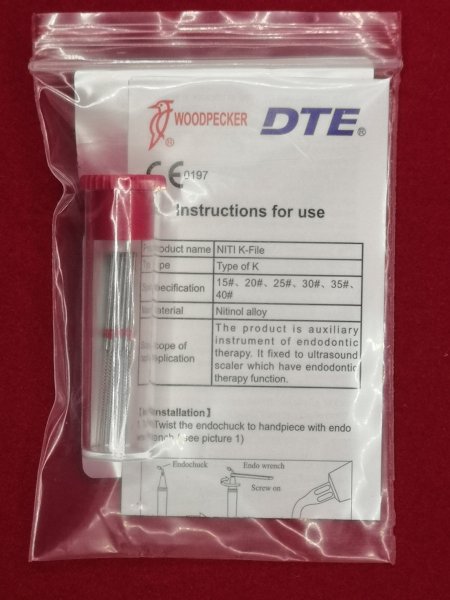 WOODPECKER DTE®
®
CE 0197
Instructions for use
Product name NITI K-File
Type Type of K
Specification 15#、20#、25#、30#、35#、
40#
Material Nitinol alloy
Scope of application The product is auxiliary
instrument of endodontic
therapy. It fixed to ultrasound
scaler which have endodontic
therapy function.
nstallation】
Twist the endochuck to handpiece with endo
see picture 1)
Endochuck Endo wrench
Screw on